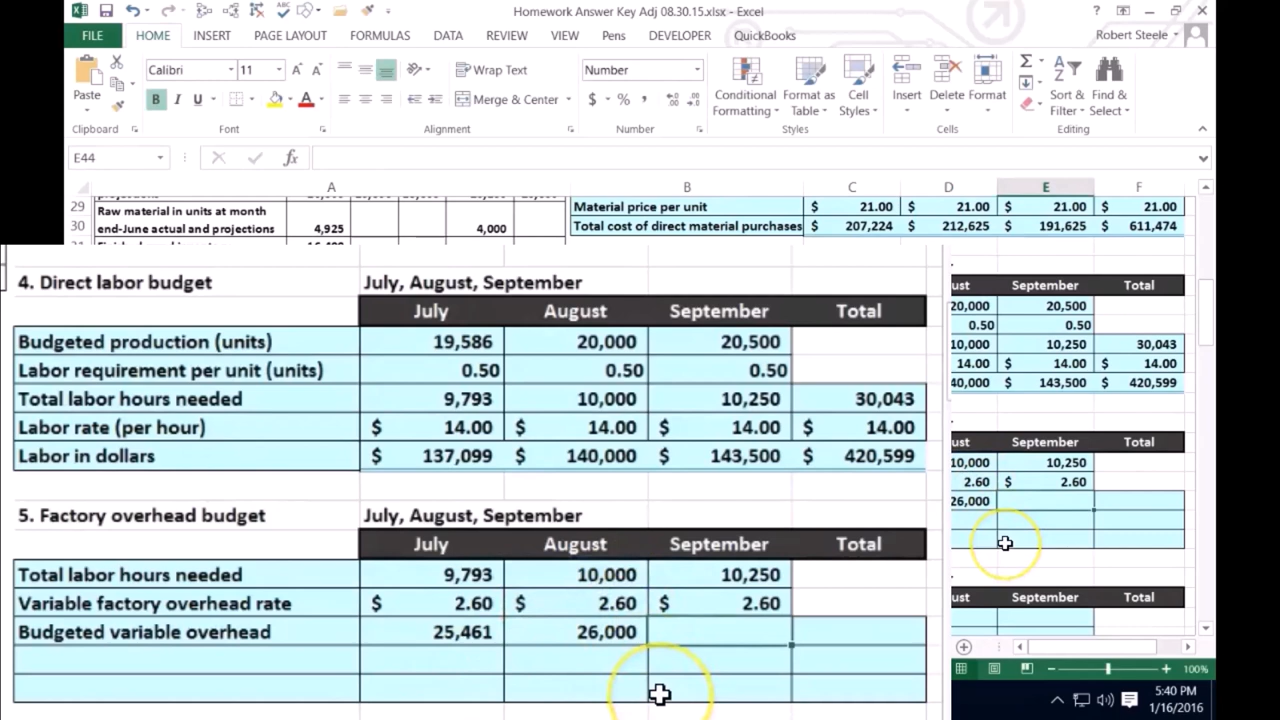 Homework Answer Key Adj 08.30.15.xlsx - Excel
FILE HOME INSERT PAGE LAYOUT FORMULAS DATA REVIEW VIEW Pens DEVELOPER QuickBooks Robert Steele
Calibri 11 Wrap Text Number
Paste B I U Merge & Center $ % , Conditional Formatting Format as Table Cell Styles Insert Delete Format Sort & Filter Find & Select
Clipboard Font Alignment Number Styles Cells Editing
E44 fx
A B C D E F
29 Raw material in units at month Material price per unit $ 21.00 $ 21.00 $ 21.00 $ 21.00
30 end-June actual and projections 4,925 4,000 Total cost of direct material purchases $ 207,224 $ 212,625 $ 191,625 $ 611,474
4. Direct labor budget July, August, September
July August September Total
Budgeted production (units) 19,586 20,000 20,500
Labor requirement per unit (units) 0.50 0.50 0.50
Total labor hours needed 9,793 10,000 10,250 30,043
Labor rate (per hour) $ 14.00 $ 14.00 $ 14.00 $ 14.00
Labor in dollars $ 137,099 $ 140,000 $ 143,500 $ 420,599
5. Factory overhead budget July, August, September
July August September Total
Total labor hours needed 9,793 10,000 10,250
Variable factory overhead rate $ 2.60 $ 2.60 $ 2.60
Budgeted variable overhead 25,461 26,000
ust September Total
20,000 20,500
0.50 0.50
10,000 10,250 30,043
14.00 $ 14.00 $ 14.00
40,000 $ 143,500 $ 420,599
ust September Total
10,000 10,250
2.60 $ 2.60
26,000
ust September Total
100%
5:40 PM
1/16/2016